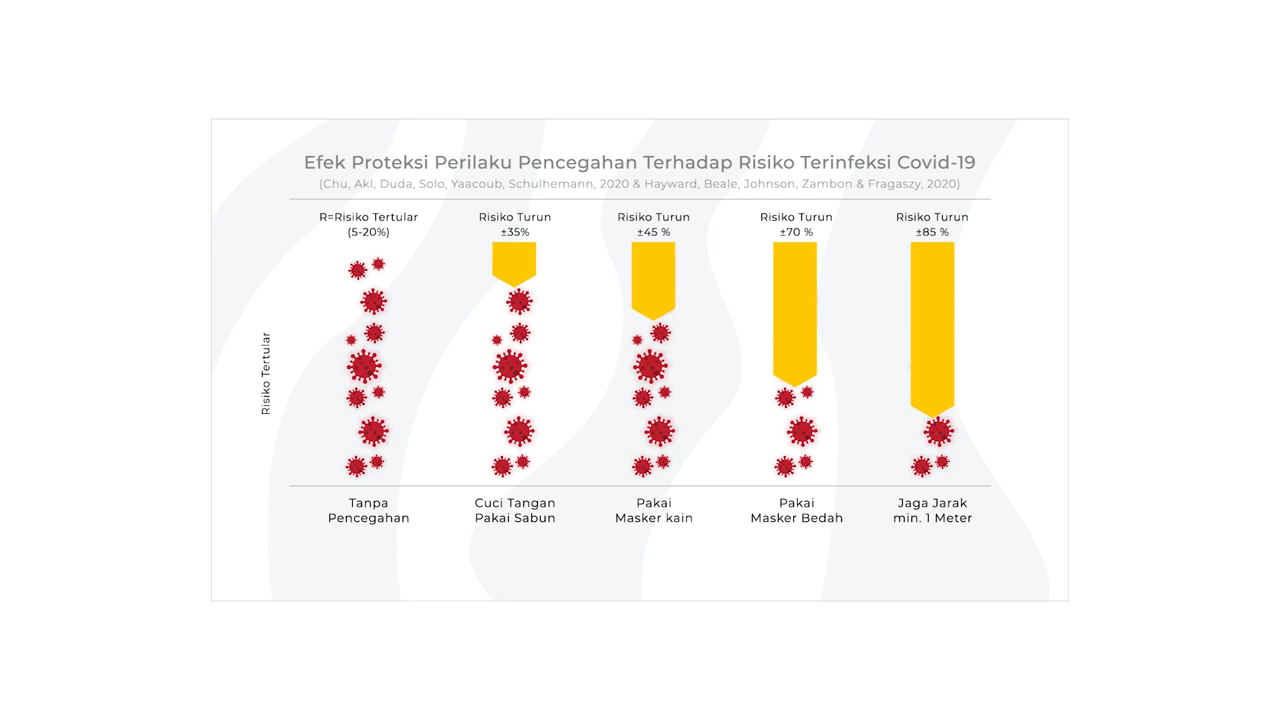 Efek Proteksi Perilaku Pencegahan Terhadap Risiko Terinfeksi Covid-19
(Chu, Akl, Duda, Solo, Yaacoub, Schulhemann, 2020 & Hayward, Beale, Johnson, Zambon & Fragaszy, 2020)
R=Risiko Tertular
(5-20%)
Risiko Turun
±35%
Risiko Turun
±45 %
Risiko Turun
±70 %
Risiko Turun
±85 %
Risiko Tertular
Tanpa
Pencegahan
Cuci Tangan
Pakai Sabun
Pakai
Masker kain
Pakai
Masker Bedah
Jaga Jarak
min. 1 Meter